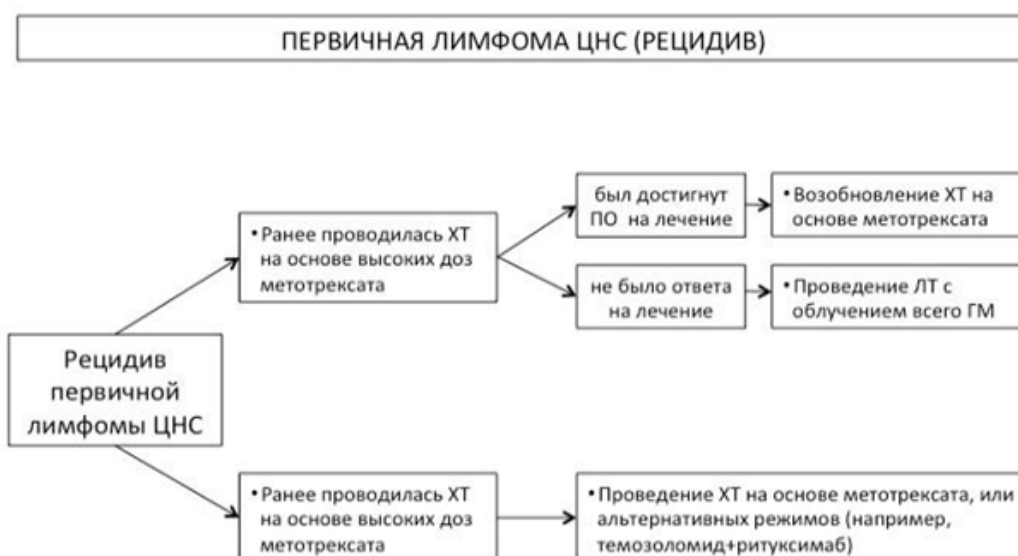 ПЕРВИЧНАЯ ЛИМФОМА ЦНС (РЕЦИДИВ)
был достигнут
ПО на лечение
• Возобновление ХТ на
основе метотрексата
• Ранее проводилась ХТ
на основе высоких доз
метотрексата
не было ответа
на лечение
• Проведение ЛТ с
облучением всего ГМ
Рецидив
первичной
лимфомы ЦНС
• Ранее проводилась ХТ
на основе высоких доз
метотрексата
• Проведение ХТ на основе метотрексата, или
альтернативных режимов (например,
темозоломид+ритуксимаб)